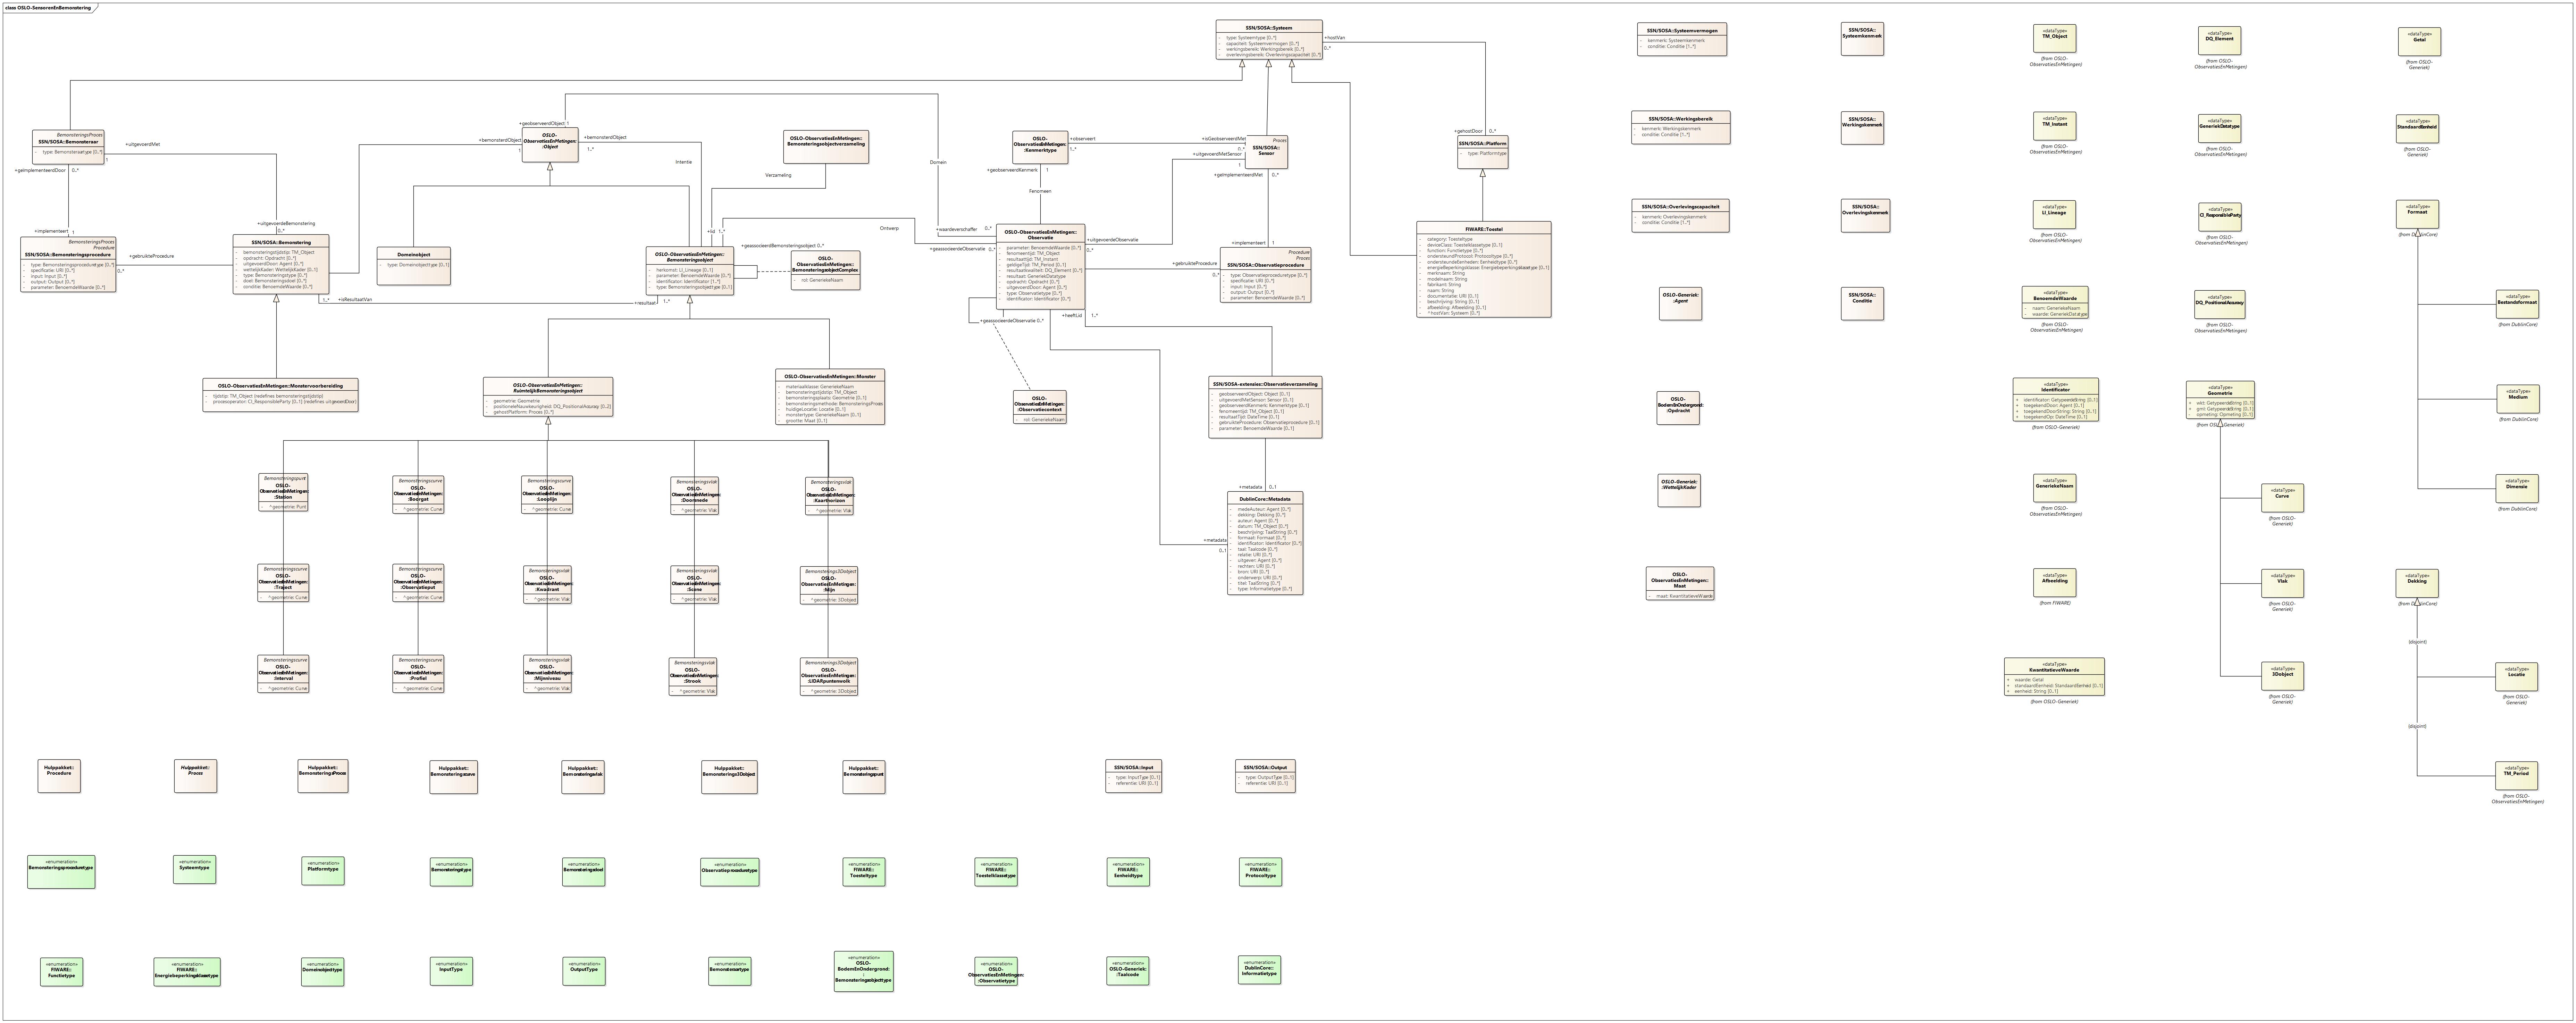 class OSLO-SensorenEnBemonstering
SSN/SOSA::Systeem
- type: Systeemtype [0..*]
- capaciteit: Systeemvermogen [0..*]
- werkingsbereik: Werkingsbereik [0..*]
- overlevingsbereik: Overlevingscapaciteit [0..*]
+hostVan
0..*
+gehostDoor
0..*
SSN/SOSA::Platform
- type: Platformtype
FIWARE::Toestel
- category: Toesteltype
- deviceClass: Toestelklassetype [0..1]
- function: Functietype [0..*]
- ondersteundProtocol: Protocoltype [0..*]
- ondersteundeEenheden: Eenheidtype [0..*]
- energieBeperkingsklasse: Energiebeperkingsklassetype [0..1]
- merknaam: String
- modelnaam: String
- fabrikant: String
- naam: String
- documentatie: URI [0..1]
- beschrijving: String [0..1]
- afbeelding: Afbeelding [0..1]
- ^hostVan: Systeem [0..*]
BemonsteringsProces
SSN/SOSA::Bemonsteraar
- type: Bemonsteraartype [0..*]
+uitgevoerdMet
1
+geïmplementeerdDoor
0..*
+implementeert
1
BemonsteringsProces
Procedure
SSN/SOSA::Bemonsteringsprocedure
- type: Bemonsteringsproceduretype [0..*]
- specificatie: URI [0..*]
- input: Input [0..*]
- output: Output [0..*]
- parameter: BenoemdeWaarde [0..*]
+gebruikteProcedure
0..*
+uitgevoerdeBemonstering
0..*
SSN/SOSA::Bemonstering
- bemonsteringstijdstip: TM_Object
- opdracht: Opdracht [0..*]
- uitgevoerdDoor: Agent [0..*]
- wettelijkKader: WettelijkKader [0..1]
- type: Bemonsteringstype [0..*]
- doel: Bemonsteringsdoel [0..*]
- conditie: BenoemdeWaarde [0..*]
1..*
+isResultaatVan
+resultaat
1..*
+geobserveerdObject
1
+bemonsterdObject
1
OSLO-
ObservatiesEnMetingen:
:Object
+bemonsterdObject
1..*
Intentie
Domeinobject
- type: Domeinobjecttype [0..1]
OSLO-ObservatiesEnMetingen::
Bemonsteringsobjectverzameling
Verzameling
+lid
1..*
OSLO-ObservatiesEnMetingen::
Bemonsteringsobject
- herkomst: LI_Lineage [0..1]
- parameter: BenoemdeWaarde [0..*]
- identificator: Identificator [1..*]
- type: Bemonsteringsobjecttype [0..1]
+geassocieerdBemonsteringsobject 0..*
OSLO-
ObservatiesEnMetingen::
BemonsteringsobjectComplex
- rol: GeneriekeNaam
Domein
Ontwerp
+waardeverschaffer
0..*
+geassocieerdeObservatie
0..*
OSLO-
ObservatiesEnMetingen:
:Kenmerktype
+observeert
1..*
+isGeobserveerdMet
0..*
+geobserveerdKenmerk
1
Fenomeen
Proces
SSN/SOSA::
Sensor
+uitgevoerdMetSensor
1
+geïmplementeerdMet
0..*
+implementeert
1
OSLO-ObservatiesEnMetingen::
Observatie
- parameter: BenoemdeWaarde [0..*]
- fenomeentijd: TM_Object
- resultaattijd: TM_Instant
- geldigeTijd: TM_Period [0..1]
- resultaatkwaliteit: DQ_Element [0..*]
- resultaat: GeneriekDatatype
- opdracht: Opdracht [0..*]
- uitgevoerdDoor: Agent [0..*]
- type: Observatietype [0..*]
- identificator: Identificator [0..*]
+uitgevoerdeObservatie
0..*
+gebruikteProcedure
0..*
Procedure
Proces
SSN/SOSA::Observatieprocedure
- type: Observatieproceduretype [0..*]
- specificatie: URI [0..*]
- input: Input [0..*]
- output: Output [0..*]
- parameter: BenoemdeWaarde [0..*]
+geassocieerdeObservatie 0..*
+heeftLid
1..*
OSLO-
ObservatiesEnMetingen:
:Observatiecontext
- rol: GeneriekeNaam
SSN/SOSA-extensies::Observatieverzameling
- geobserveerdObject: Object [0..1]
- uitgevoerdMetSensor: Sensor [0..1]
- geobserveerdKenmerk: Kenmerktype [0..1]
- fenomeentijd: TM_Object [0..1]
- resultaatTijd: DateTime [0..1]
- gebruikteProcedure: Observatieprocedure [0..1]
- parameter: BenoemdeWaarde [0..1]
+metadata
0..1
+metadata
0..1
DublinCore::Metadata
- medeAuteur: Agent [0..*]
- dekking: Dekking [0..*]
- auteur: Agent [0..*]
- datum: TM_Object [0..*]
- beschrijving: TaalString [0..*]
- formaat: Formaat [0..*]
- identificator: Identificator [0..*]
- taal: Taalcode [0..*]
- relatie: URI [0..*]
- uitgever: Agent [0..*]
- rechten: URI [0..*]
- bron: URI [0..*]
- onderwerp: URI [0..*]
- titel: TaalString [0..*]
- type: Informatietype [0..*]
OSLO-ObservatiesEnMetingen::Monstervoorbereiding
- tijdstip: TM_Object {redefines bemonsteringstijdstip}
- procesoperator: CI_ResponsibleParty [0..1] {redefines uitgevoerdDoor}
OSLO-ObservatiesEnMetingen::
RuimtelijkBemonsteringsobject
- geometrie: Geometrie
- positioneleNauwkeurigheid: DQ_PositionalAccuracy [0..2]
- gehostPlatform: Proces [0..*]
OSLO-ObservatiesEnMetingen::Monster
- materiaalklasse: GeneriekeNaam
- bemonsteringstijdstip: TM_Object
- bemonsteringsplaats: Geometrie [0..1]
- bemonsteringsmethode: BemonsteringsProces
- huidigeLocatie: Locatie [0..1]
- monstertype: GeneriekeNaam [0..1]
- grootte: Maat [0..1]
Bemonsteringspunt
OSLO-
ObservatiesEnMetingen:
:Station
- ^geometrie: Punt
Bemonsteringscurve
OSLO-
ObservatiesEnMetingen:
:Boorgat
- ^geometrie: Curve
Bemonsteringscurve
OSLO-
ObservatiesEnMetingen:
:Looplijn
- ^geometrie: Curve
Bemonsteringsvlak
OSLO-
ObservatiesEnMetingen:
:Doorsnede
- ^geometrie: Vlak
Bemonsteringsvlak
OSLO-
ObservatiesEnMetingen:
:Kaarthorizon
- ^geometrie: Vlak
Bemonsteringscurve
OSLO-
ObservatiesEnMetingen:
:Traject
- ^geometrie: Curve
Bemonsteringscurve
OSLO-
ObservatiesEnMetingen:
:Observatieput
- ^geometrie: Curve
Bemonsteringsvlak
OSLO-
ObservatiesEnMetingen:
:Kwadrant
- ^geometrie: Vlak
Bemonsteringsvlak
OSLO-
ObservatiesEnMetingen:
:Scene
- ^geometrie: Vlak
Bemonsterings3Dobject
OSLO-
ObservatiesEnMetingen:
:Mijn
- ^geometrie: 3Dobject
Bemonsteringscurve
OSLO-
ObservatiesEnMetingen:
:Interval
- ^geometrie: Curve
Bemonsteringscurve
OSLO-
ObservatiesEnMetingen:
:Profiel
- ^geometrie: Curve
Bemonsteringsvlak
OSLO-
ObservatiesEnMetingen:
:Mijnniveau
- ^geometrie: Vlak
Bemonsteringsvlak
OSLO-
ObservatiesEnMetingen:
:Strook
- ^geometrie: Vlak
Bemonsterings3Dobject
OSLO-
ObservatiesEnMetingen:
:LIDARpuntenwolk
- ^geometrie: 3Dobject
Hulppakket::
Procedure
Hulppakket::
Proces
Hulppakket::
BemonsteringsProces
Hulppakket::
Bemonsteringscurve
Hulppakket::
Bemonsteringsvlak
Hulppakket::
Bemonsterings3Dobject
Hulppakket::
Bemonsteringspunt
SSN/SOSA::Input
- type: InputType [0..1]
- referentie: URI [0..1]
SSN/SOSA::Output
- type: OutputType [0..1]
- referentie: URI [0..1]
«enumeration»
Bemonsteringsproceduretype
«enumeration»
Systeemtype
«enumeration»
Platformtype
«enumeration»
Bemonsteringstype
«enumeration»
Bemonsteringsdoel
«enumeration»
Observatieproceduretype
«enumeration»
FIWARE::
Toesteltype
«enumeration»
FIWARE::
Toestelklassetype
«enumeration»
FIWARE::
Eenheidtype
«enumeration»
FIWARE::
Protocoltype
«enumeration»
FIWARE::
Functietype
«enumeration»
FIWARE::
Energiebeperkingsklassetype
«enumeration»
Domeinobjecttype
«enumeration»
InputType
«enumeration»
OutputType
«enumeration»
Bemonsteraartype
«enumeration»
OSLO-
BodemEnOndergrond:
:
Bemonsteringsobjecttype
«enumeration»
OSLO-
ObservatiesEnMetingen:
:Observatietype
«enumeration»
OSLO-Generiek:
:Taalcode
«enumeration»
DublinCore::
Informatietype
SSN/SOSA::Systeemvermogen
- kenmerk: Systeemkenmerk
- conditie: Conditie [1..*]
SSN/SOSA::
Systeemkenmerk
SSN/SOSA::Werkingsbereik
- kenmerk: Werkingskenmerk
- conditie: Conditie [1..*]
SSN/SOSA::
Werkingskenmerk
SSN/SOSA::Overlevingscapaciteit
- kenmerk: Overlevingskenmerk
- conditie: Conditie [1..*]
SSN/SOSA::
Overlevingskenmerk
OSLO-Generiek:
:Agent
SSN/SOSA::
Conditie
OSLO-
BodemEnOndergrond:
:Opdracht
OSLO-Generiek:
:WettelijkKader
OSLO-
ObservatiesEnMetingen::
Maat
- maat: KwantitatieveWaarde
«dataType»
TM_Object
(from OSLO-
ObservatiesEnMetingen)
«dataType»
DQ_Element
(from OSLO-
ObservatiesEnMetingen)
«dataType»
Getal
(from OSLO-
Generiek)
«dataType»
TM_Instant
(from OSLO-
ObservatiesEnMetingen)
«dataType»
GeneriekDatatype
(from OSLO-
ObservatiesEnMetingen)
«dataType»
StandaardEenheid
(from OSLO-
Generiek)
«dataType»
LI_Lineage
(from OSLO-
ObservatiesEnMetingen)
«dataType»
CI_ResponsibleParty
(from OSLO-
ObservatiesEnMetingen)
«dataType»
Formaat
(from DublinCore)
«dataType»
BenoemdeWaarde
- naam: GeneriekeNaam
- waarde: GeneriekDatatype
(from OSLO-
ObservatiesEnMetingen)
«dataType»
DQ_PositionalAccuracy
(from OSLO-
ObservatiesEnMetingen)
«dataType»
Bestandsformaat
(from DublinCore)
«dataType»
Identificator
+ identificator: GetypeerdeString [0..1]
+ toegekendDoor: Agent [0..1]
+ toegekendDoorString: String [0..1]
+ toegekendOp: DateTime [0..1]
(from OSLO-Generiek)
«dataType»
Geometrie
+ wkt: GetypeerdeString [0..1]
+ gml: GetypeerdeString [0..1]
- opmeting: Opmeting [0..1]
(from OSLO-Generiek)
«dataType»
Medium
(from DublinCore)
«dataType»
GeneriekeNaam
(from OSLO-
ObservatiesEnMetingen)
«dataType»
Curve
(from OSLO-
Generiek)
«dataType»
Dimensie
(from DublinCore)
«dataType»
Afbeelding
(from FIWARE)
«dataType»
Vlak
(from OSLO-
Generiek)
«dataType»
Dekking
(from DublinCore)
{disjoint}
«dataType»
KwantitatieveWaarde
+ waarde: Getal
+ standaardEenheid: StandaardEenheid [0..1]
+ eenheid: String [0..1]
(from OSLO-Generiek)
«dataType»
3Dobject
(from OSLO-
Generiek)
«dataType»
Locatie
(from OSLO-
Generiek)
{disjoint}
«dataType»
TM_Period
(from OSLO-
ObservatiesEnMetingen)